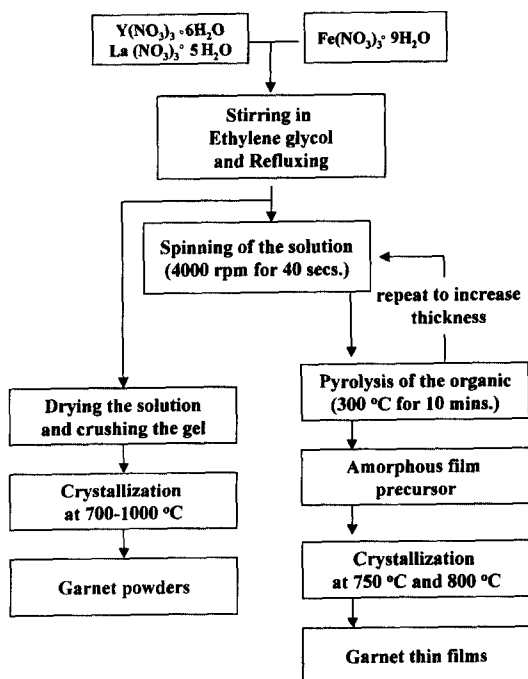 Y(NO₃)₃ ∘6H₂O
La (NO₃)₃∘ 5 H₂O
Fe(NO₃)₃∘ 9H₂O
Stirring in
Ethylene glycol
and Refluxing
Spinning of the solution
(4000 rpm for 40 secs.)
repeat to increase
thickness
Pyrolysis of the organic
(300 °C for 10 mins.)
Drying the solution
and crushing the gel
Amorphous film
precursor
Crystallization
at 700-1000 °C
Crystallization
at 750 °C and 800 °C
Garnet powders
Garnet thin films